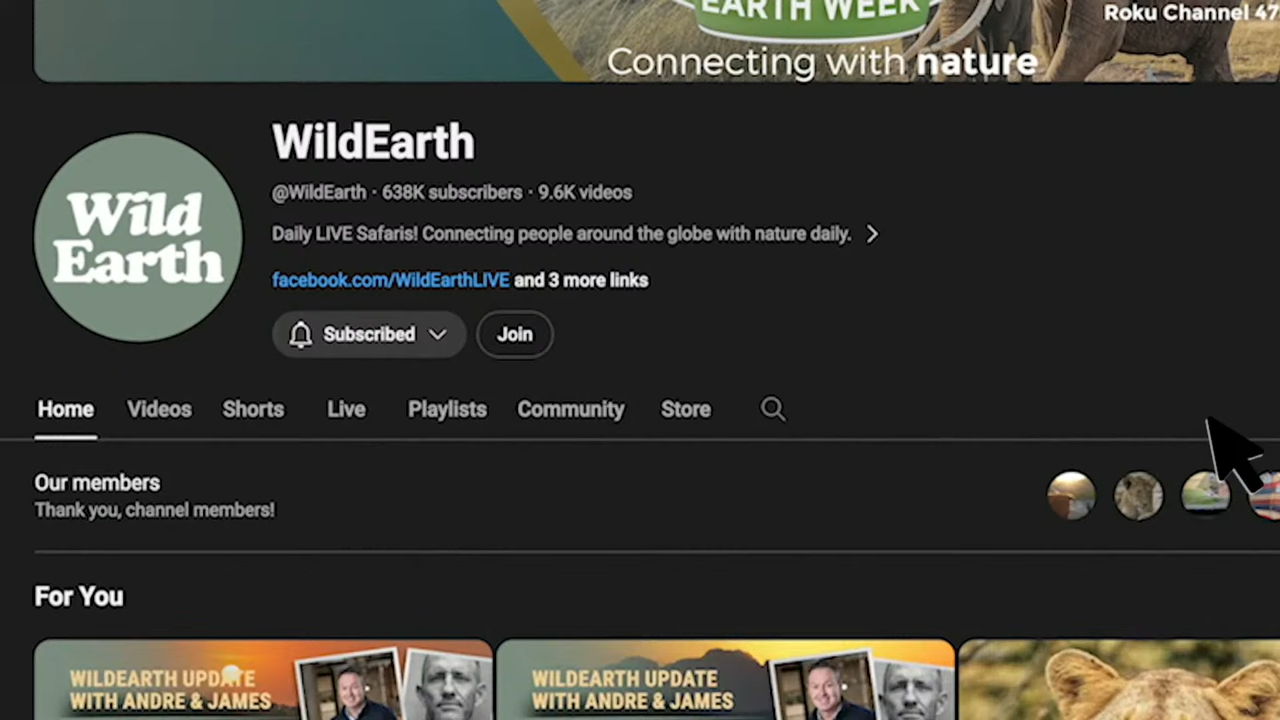 EARTH WEEK
Roku Channel 47
Connecting with nature
WildEarth
Wild
Earth
@WildEarth · 638K subscribers · 9.6K videos
Daily LIVE Safaris! Connecting people around the globe with nature daily.
facebook.com/WildEarthLIVE and 3 more links
Subscribed
Join
Home Videos Shorts Live Playlists Community Store
Our members
Thank you, channel members!
For You
WILDEARTH UPDATE
WITH ANDRE & JAMES
WILDEARTH UPDATE
WITH ANDRE & JAMES